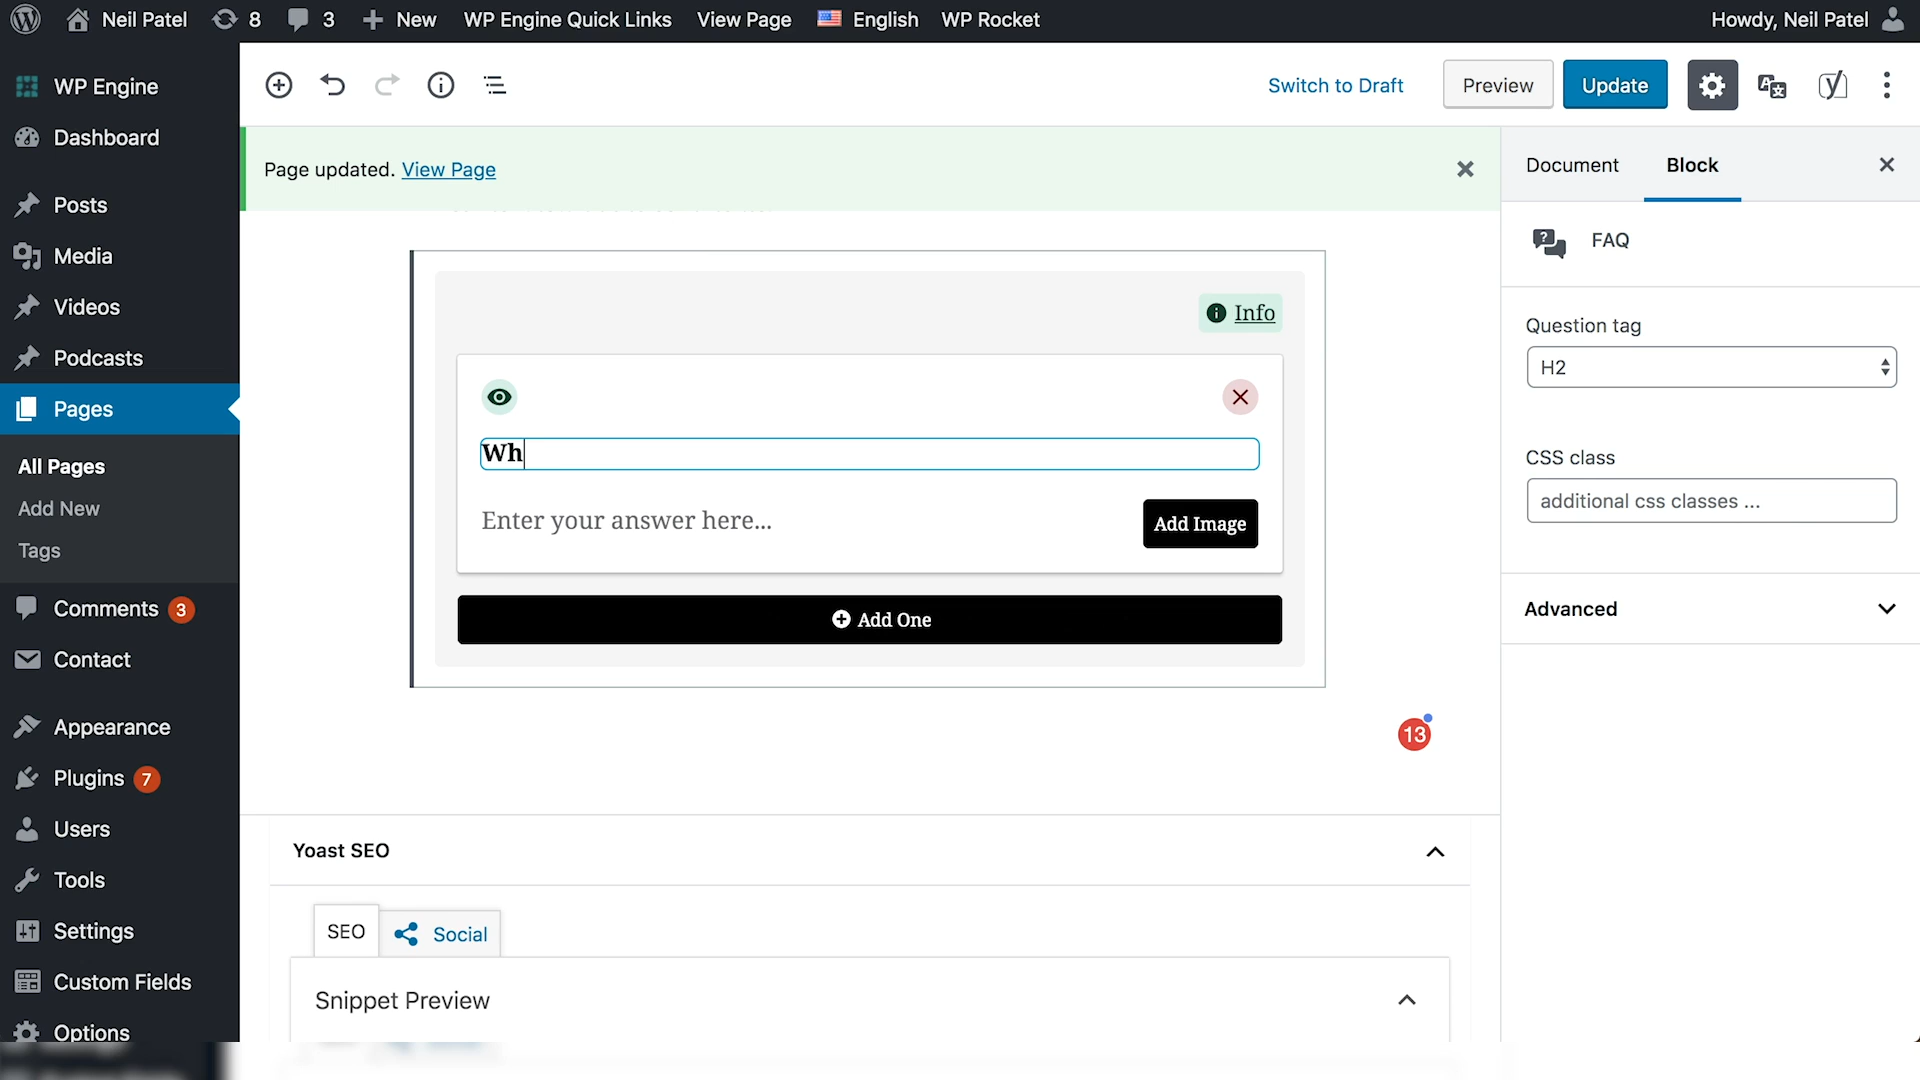 Neil Patel 8 3 New WP Engine Quick Links View Page English WP Rocket Howdy, Neil Patel
WP Engine
Dashboard
Posts
Media
Videos
Podcasts
Pages
All Pages
Add New
Tags
Comments 3
Contact
Appearance
Plugins 7
Users
Tools
Settings
Custom Fields
Options
Switch to Draft Preview Update
Page updated. View Page
Info
Wh
Enter your answer here...
Add Image
Add One
13
Yoast SEO
SEO Social
Snippet Preview
Document Block
FAQ
Question tag
H2
CSS class
additional css classes ...
Advanced